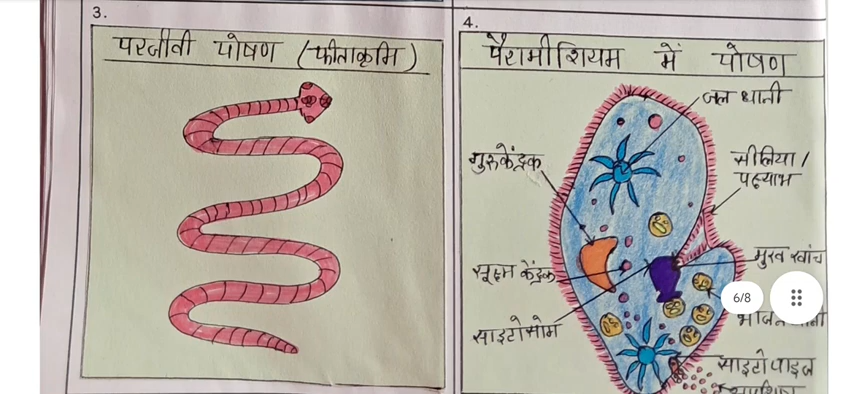 3.
परजीवी पोषण (फीताकृमि)
4.
पैरामीशियम में पोषण
जल धानी
गुरुकेंद्रक
सीलिया/
पक्ष्याभ
सूक्ष्म केंद्रक
मुख खांच
साइटोसोम
6/8
साइटोपाइज